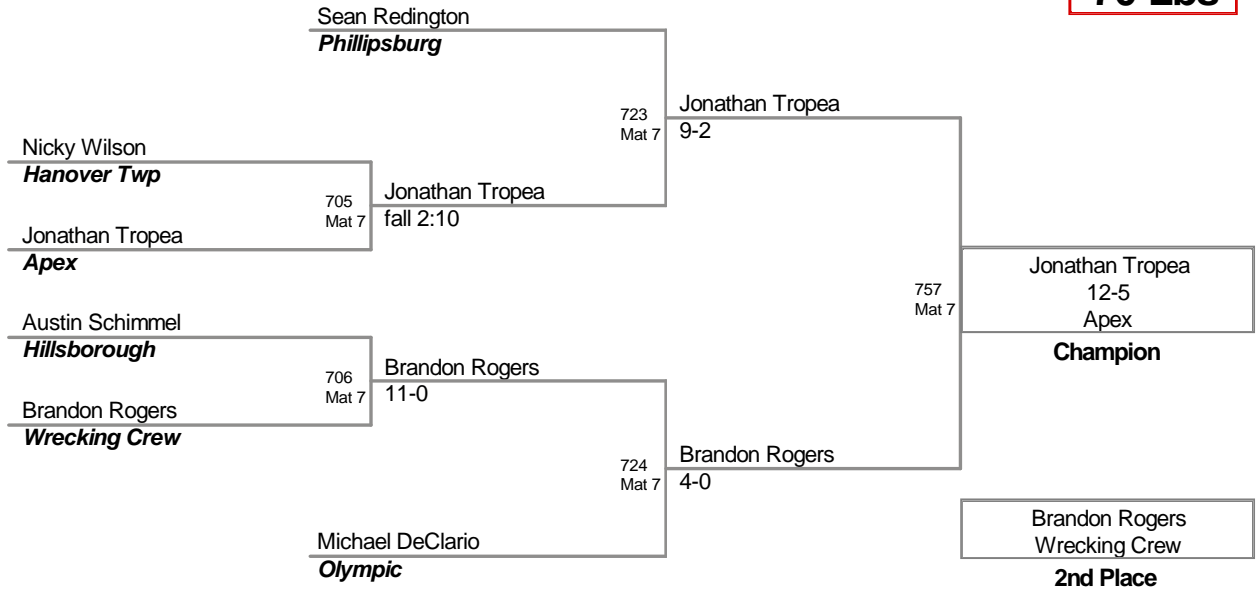 Sean Redington
Phillipsburg
723
Mat 7
Jonathan Tropea
9-2
Nicky Wilson
Hanover Twp
705
Mat 7
Jonathan Tropea
fall 2:10
Jonathan Tropea
Apex
757
Mat 7
Jonathan Tropea
12-5
Apex
Champion
Austin Schimmel
Hillsborough
706
Mat 7
Brandon Rogers
11-0
Brandon Rogers
Wrecking Crew
724
Mat 7
Brandon Rogers
4-0
Michael DeClario
Olympic
Brandon Rogers
Wrecking Crew
2nd Place